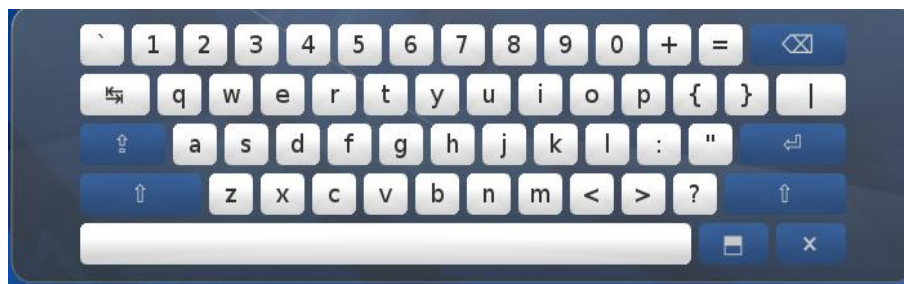 ` 1 2 3 4 5 6 7 8 9 0 + = ⌫
↹ q w e r t y u i o p { } |
⇪ a s d f g h j k l : " ⏎
⇧ z x c v b n m < > ? ⇧
⬒ ×